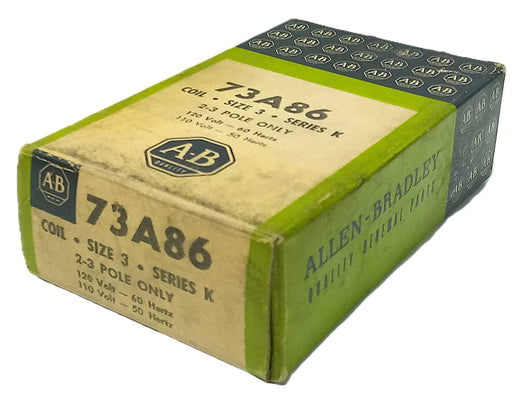 73A86
COIL • SIZE 3 • SERIES K
2-3 POLE ONLY
120 Volt — 60 Hertz
110 Volt — 50 Hertz
A-B
QUALITY
A-B
73A86
COIL • SIZE 3 • SERIES K
2-3 POLE ONLY
120 Volt — 60 Hertz
110 Volt — 50 Hertz
ALLEN-BRADLEY
QUALITY RENEWAL PARTS